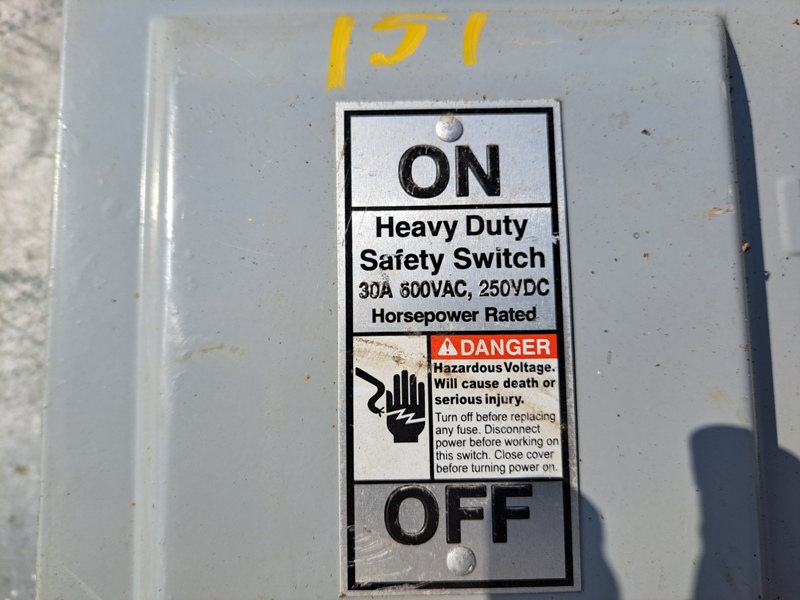 151
ON
Heavy Duty
Safety Switch
30A 600VAC, 250VDC
Horsepower Rated
DANGER
Hazardous Voltage.
Will cause death or
serious injury.
Turn off before replacing
any fuse. Disconnect
power before working on
this switch. Close cover
before turning power on.
OFF